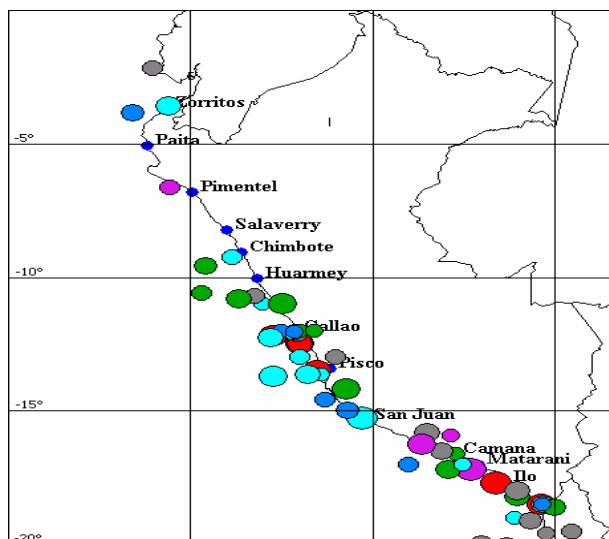 Zorritos
-5°
Paita
Pimentel
Salaverry
Chimbote
-10°
Huarmey
Callao
Pisco
-15°
San Juan
Camana
Matarani
Ilo
-20°